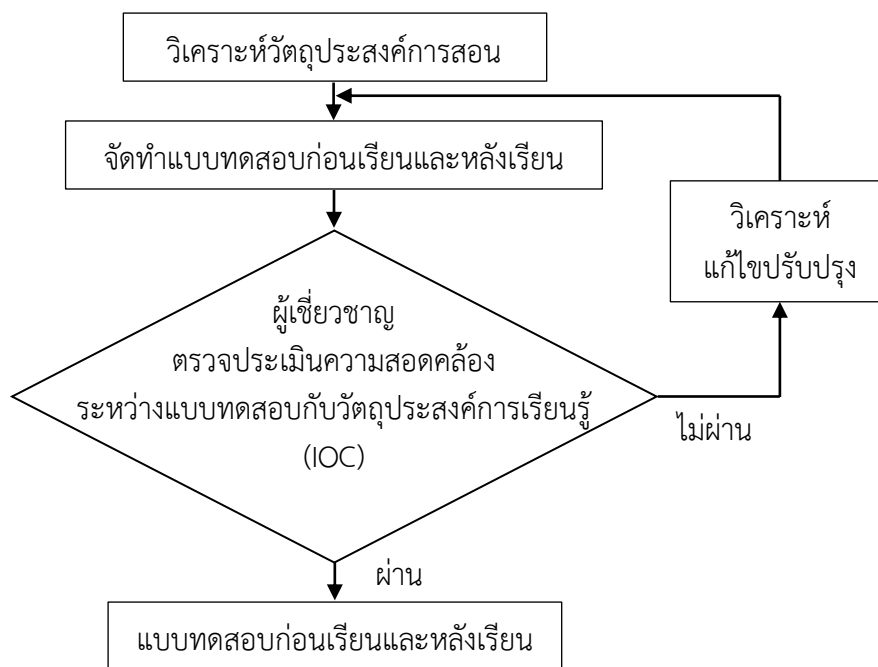 วิเคราะห์วัตถุประสงค์การสอน
จัดทำแบบทดสอบก่อนเรียนและหลังเรียน
วิเคราะห์
แก้ไขปรับปรุง
ผู้เชี่ยวชาญ
ตรวจประเมินความสอดคล้อง
ระหว่างแบบทดสอบกับวัตถุประสงค์การเรียนรู้
(IOC)
ไม่ผ่าน
ผ่าน
แบบทดสอบก่อนเรียนและหลังเรียน